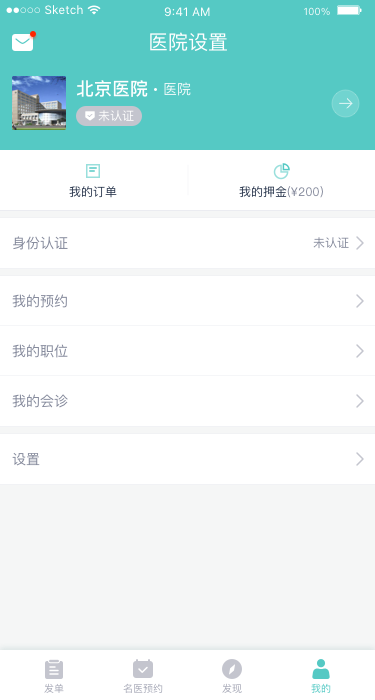 Sketch 9:41 AM 100%
医院设置
北京医院·医院
未认证
我的订单 我的押金(¥200)
身份认证 未认证
我的预约
我的职位
我的会诊
设置
发单 名医预约 发现 我的